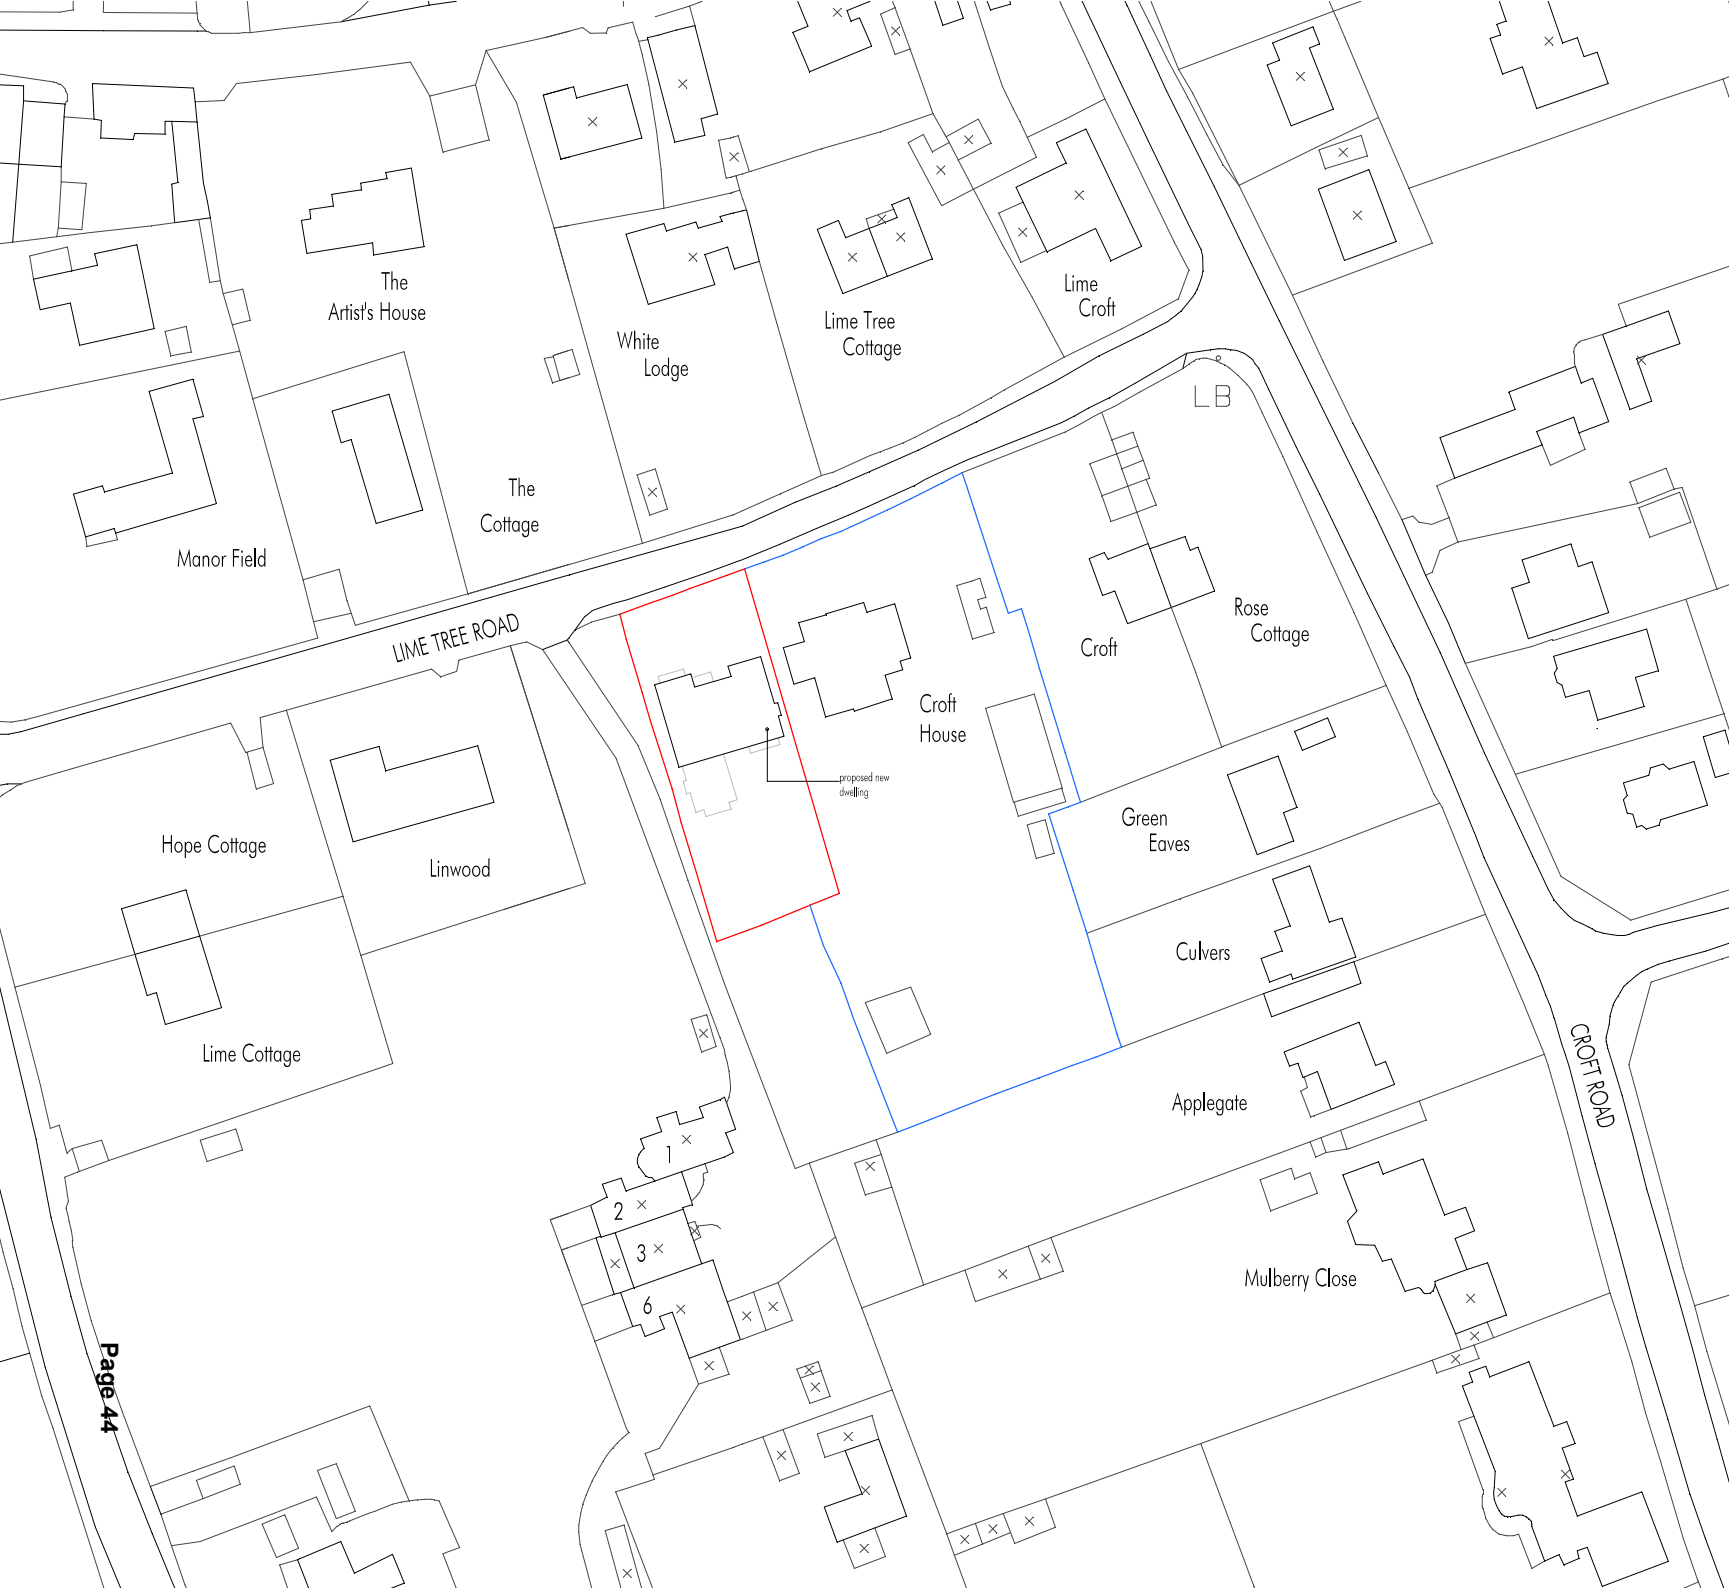 The
Artist's House
White
Lodge
Lime Tree
Cottage
Lime
Croft
LB
The
Cottage
Manor Field
LIME TREE ROAD
Croft
House
Croft
Rose
Cottage
proposed new
dwelling
Green
Eaves
Hope Cottage
Linwood
Culvers
Lime Cottage
Applegate
CROFT ROAD
1
2
3
6
Mulberry Close
Page 44